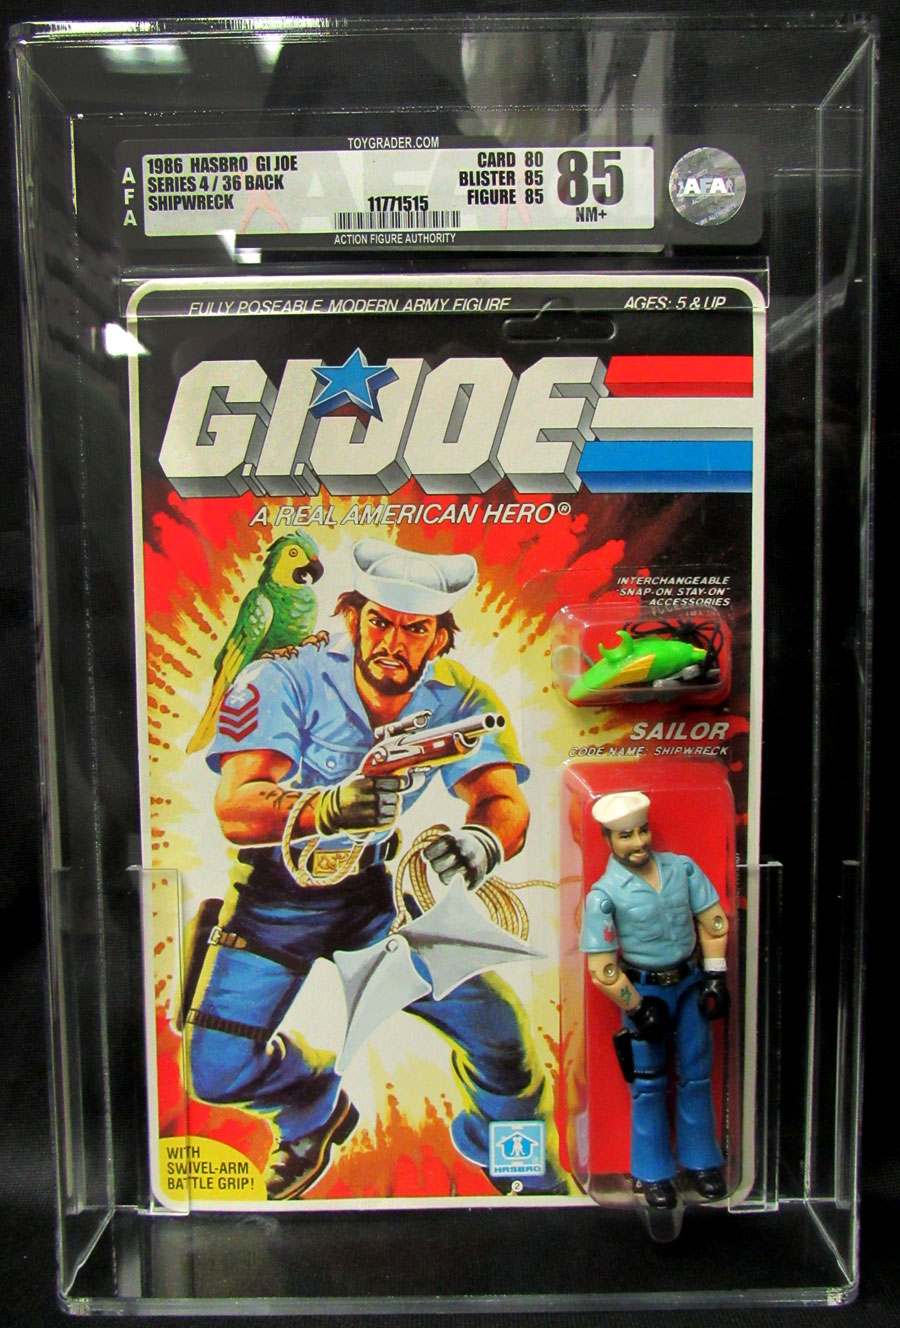 TOYGRADER.COM
AFA
1986 HASBRO GI JOE
SERIES 4 / 36 BACK
SHIPWRECK
11771515
CARD 80
BLISTER 85
FIGURE 85
85
NM+
AFA
ACTION FIGURE AUTHORITY
FULLY POSEABLE MODERN ARMY FIGURE
AGES: 5 & UP
G.I.JOE
A REAL AMERICAN HERO®
INTERCHANGEABLE
"SNAP-ON, STAY-ON"
ACCESSORIES
SAILOR
CODE NAME: SHIPWRECK
WITH
SWIVEL-ARM
BATTLE GRIP!
HASBRO
2